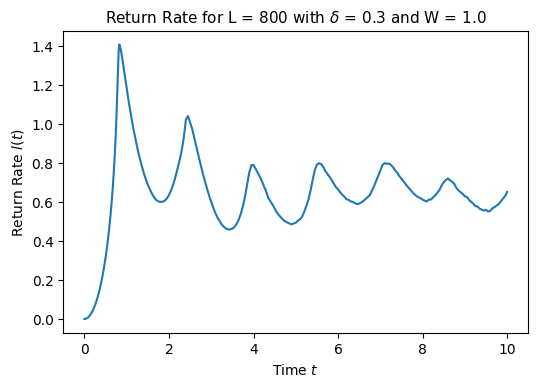 Return Rate for L = 800 with δ = 0.3 and W = 1.0
Return Rate l(t)
1.4
1.2
1.0
0.8
0.6
0.4
0.2
0.0
0 2 4 6 8 10
Time t